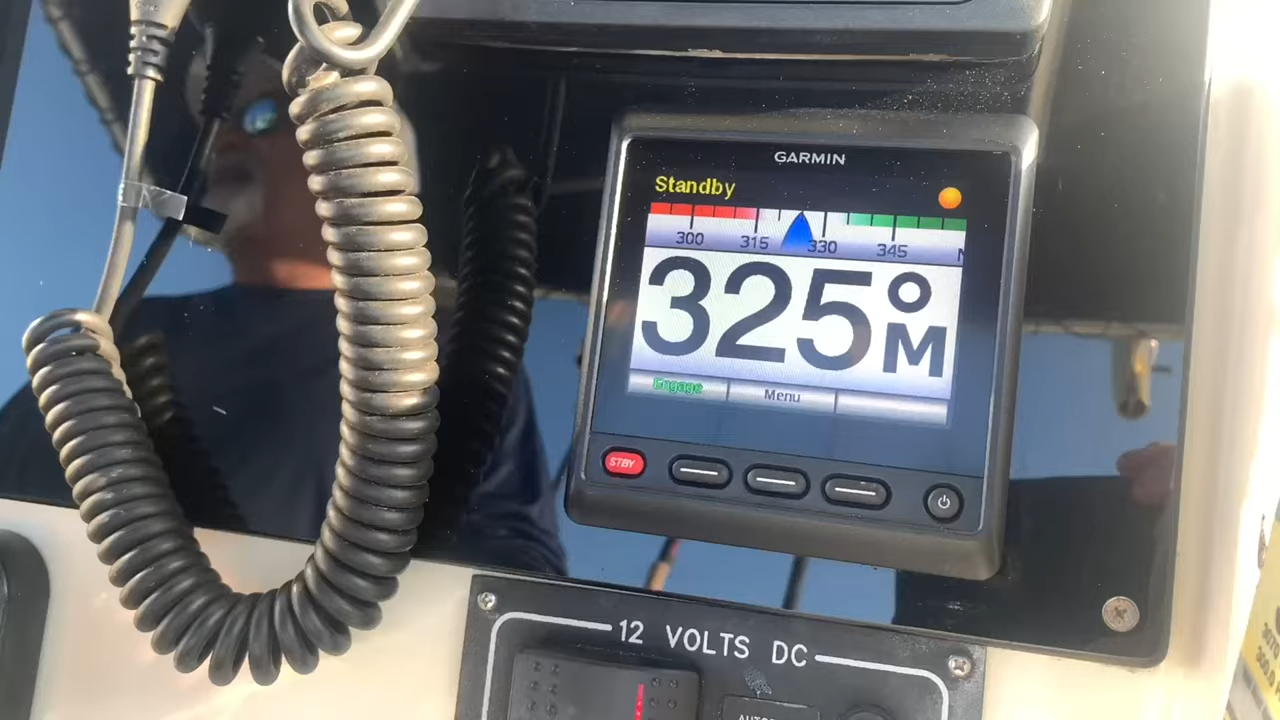 GARMIN
Standby
300 315 330 345 N
325°M
Engage Menu
STBY
12 VOLTS DC